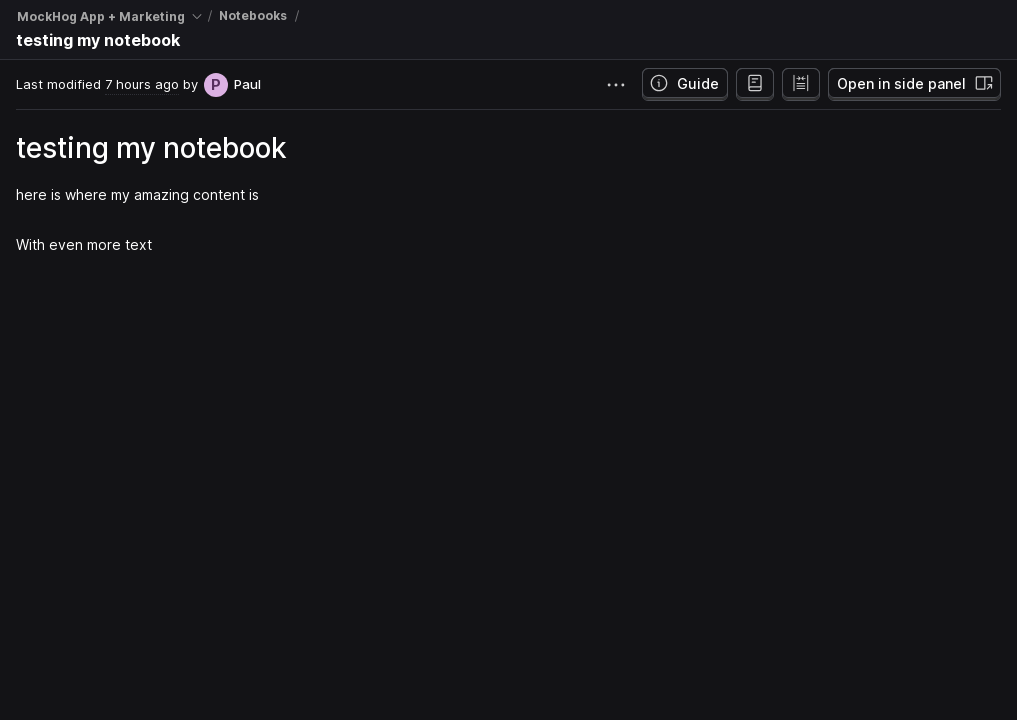 MockHog App + Marketing / Notebooks /
testing my notebook
Last modified 7 hours ago by P Paul
Guide
Open in side panel
testing my notebook
here is where my amazing content is
With even more text